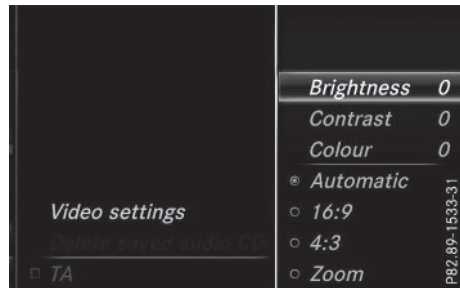 Brightness 0
Contrast 0
Colour 0
Automatic
16:9
4:3
Zoom
Video settings
Delete saved audio CDs
TA
P82.89-1533-31